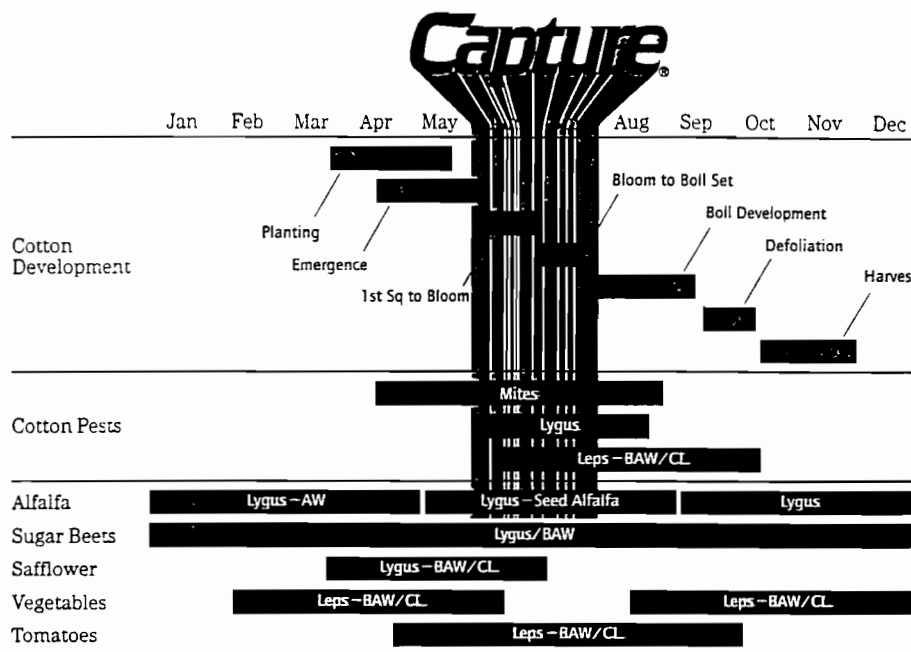 Capture®
Jan Feb Mar Apr May Aug Sep Oct Nov Dec
Bloom to Boll Set
Planting
Boll Development
Cotton
Development
Emergence
Defoliation
1st Sq to Bloom
Harves
Mites
Cotton Pests
Lygus
Leps-BAW/CL
Alfalfa Lygus-AW Lygus-Seed Alfalfa Lygus
Sugar Beets Lygus/BAW
Safflower Lygus-BAW/CL
Vegetables Leps-BAW/CL Leps-BAW/CL
Tomatoes Leps-BAW/CL